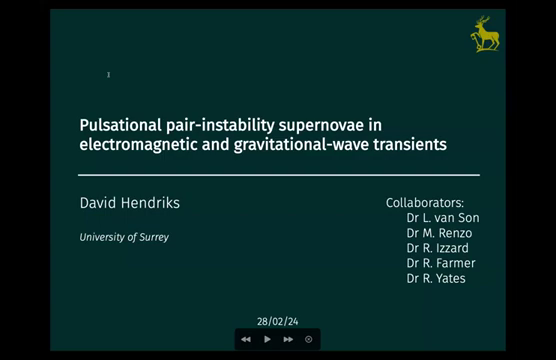 Pulsational pair-instability supernovae in
electromagnetic and gravitational-wave transients
David Hendriks
University of Surrey
Collaborators:
Dr L. van Son
Dr M. Renzo
Dr R. Izzard
Dr R. Farmer
Dr R. Yates
28/02/24